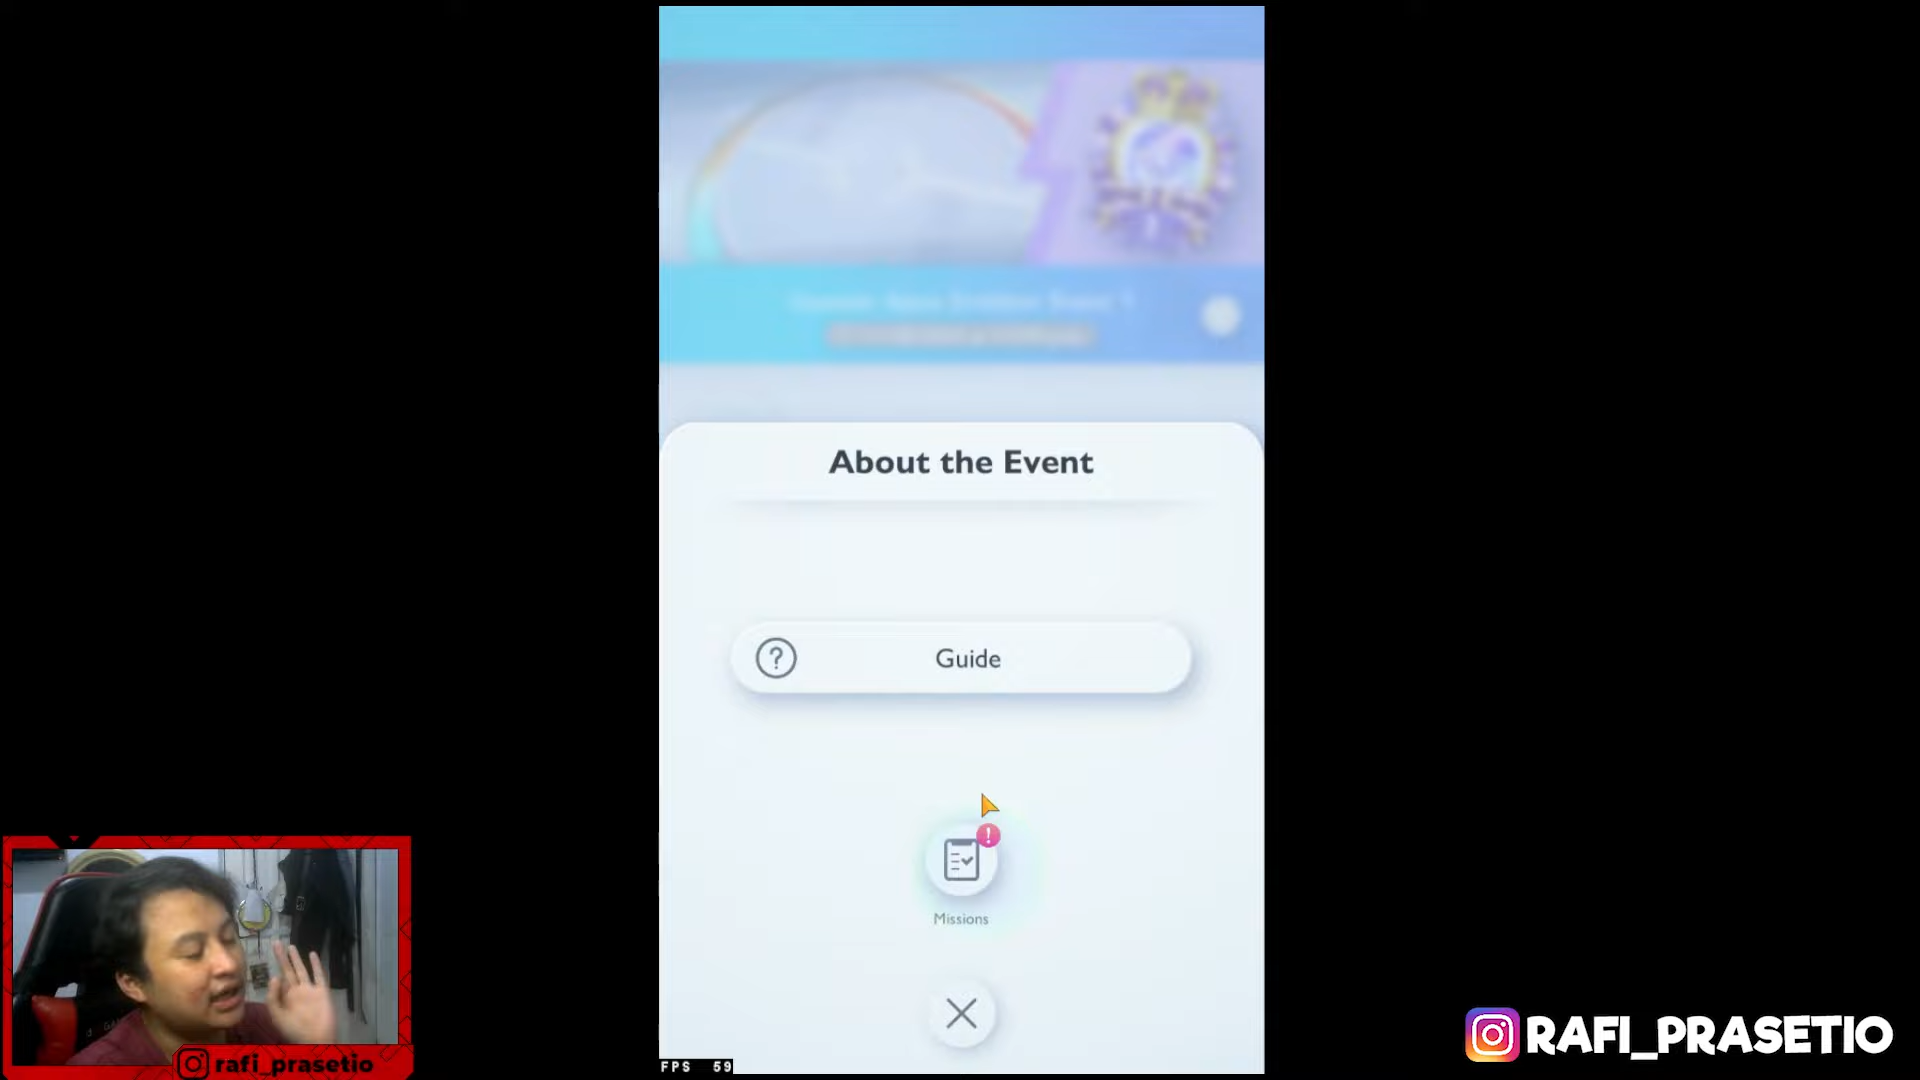 About the Event
Guide
Missions
FPS 59
rafi_prasetio
RAFI_PRASETIO